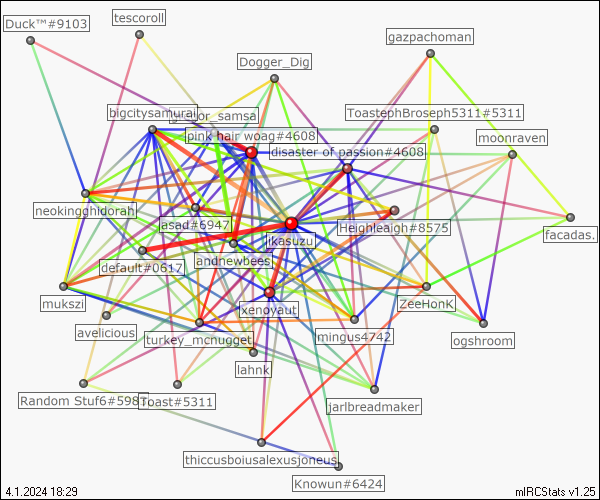 Duck™#9103
tescoroll
gazpachoman
Dogger_Dig
bigcitysamurai
gregor_samsa
ToastephBroseph5311#5311
pink hair woag#4608
moonraven
disaster of passion#4608
neokingghidorah
asad#6947
Heighleaigh#8575
facadas.
ikasuzu
andnewbees
default#0617
mukszi
xenoyaut
ZeeHonK
avelicious
turkey_mcnugget
mingus4742
ogshroom
lahnk
Random Stuf6#598
Toast#5311
jarlbreadmaker
thiccusboiusalexusjoneus
Knowun#6424
4.1.2024 18:29
mIRCStats v1.25